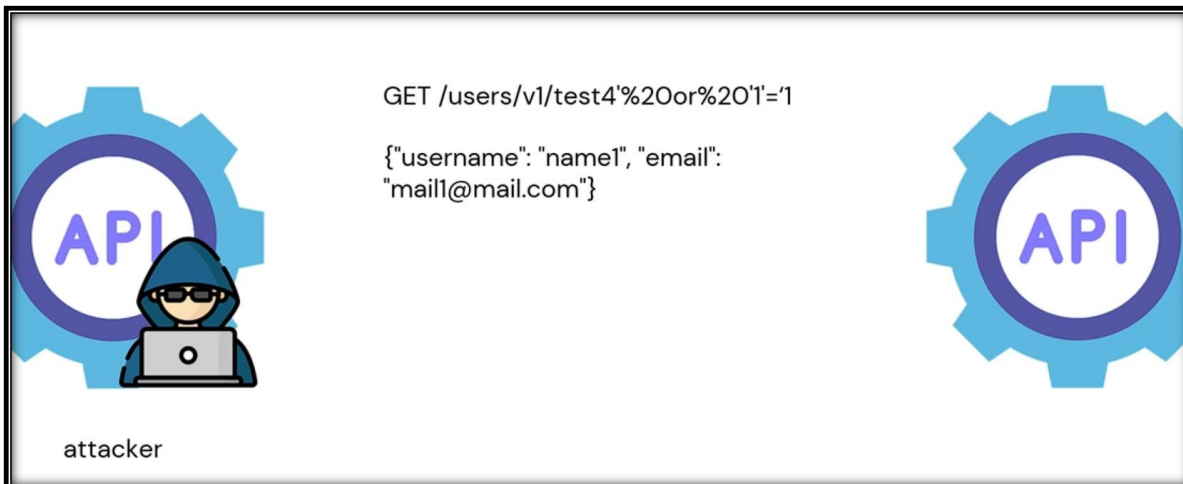 GET /users/v1/test4'%20or%20'1'=‘1
{"username": "name1", "email":
"mail1@mail.com"}
API
API
attacker